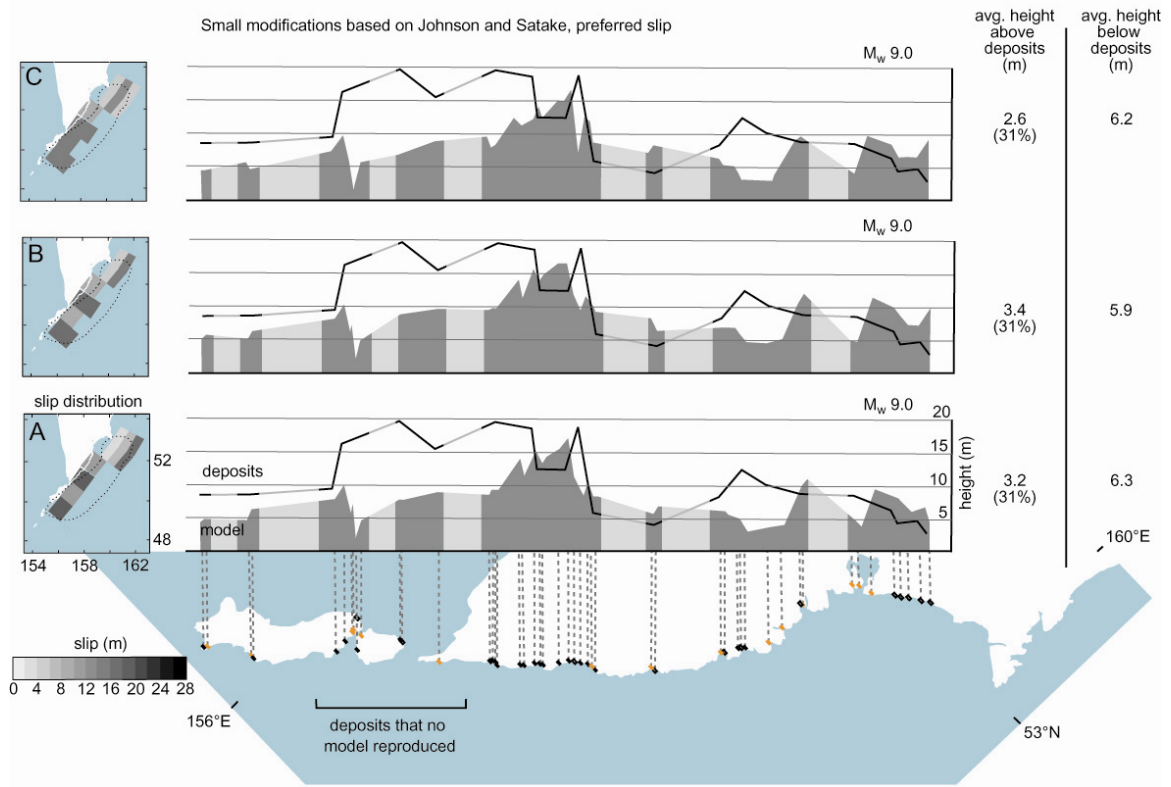 Small modifications based on Johnson and Satake, preferred slip
avg. height
above
deposits
(m)
avg. height
below
deposits
(m)
C
Mw 9.0
2.6
(31%)
6.2
B
Mw 9.0
3.4
(31%)
5.9
slip distribution
A
52
48
154 158 162
Mw 9.0
20
15
10
5
height (m)
deposits
model
3.2
(31%)
6.3
160°E
slip (m)
0 4 8 12 16 20 24 28
156°E
deposits that no
model reproduced
53°N